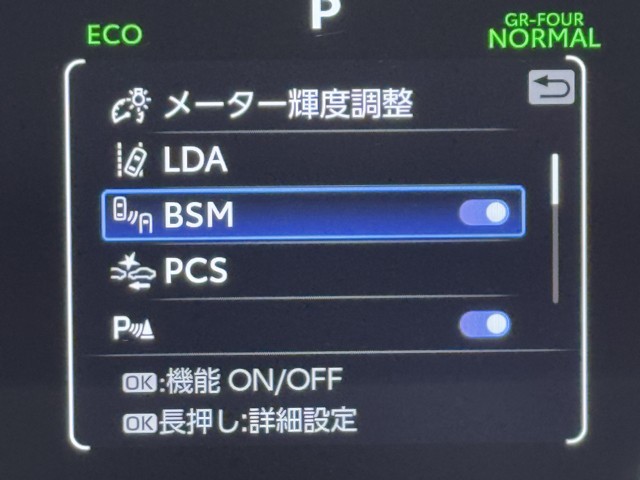 P
ECO
GR-FOUR
NORMAL
メーター輝度調整
LDA
BSM
PCS
P
OK:機能 ON/OFF
OK長押し:詳細設定